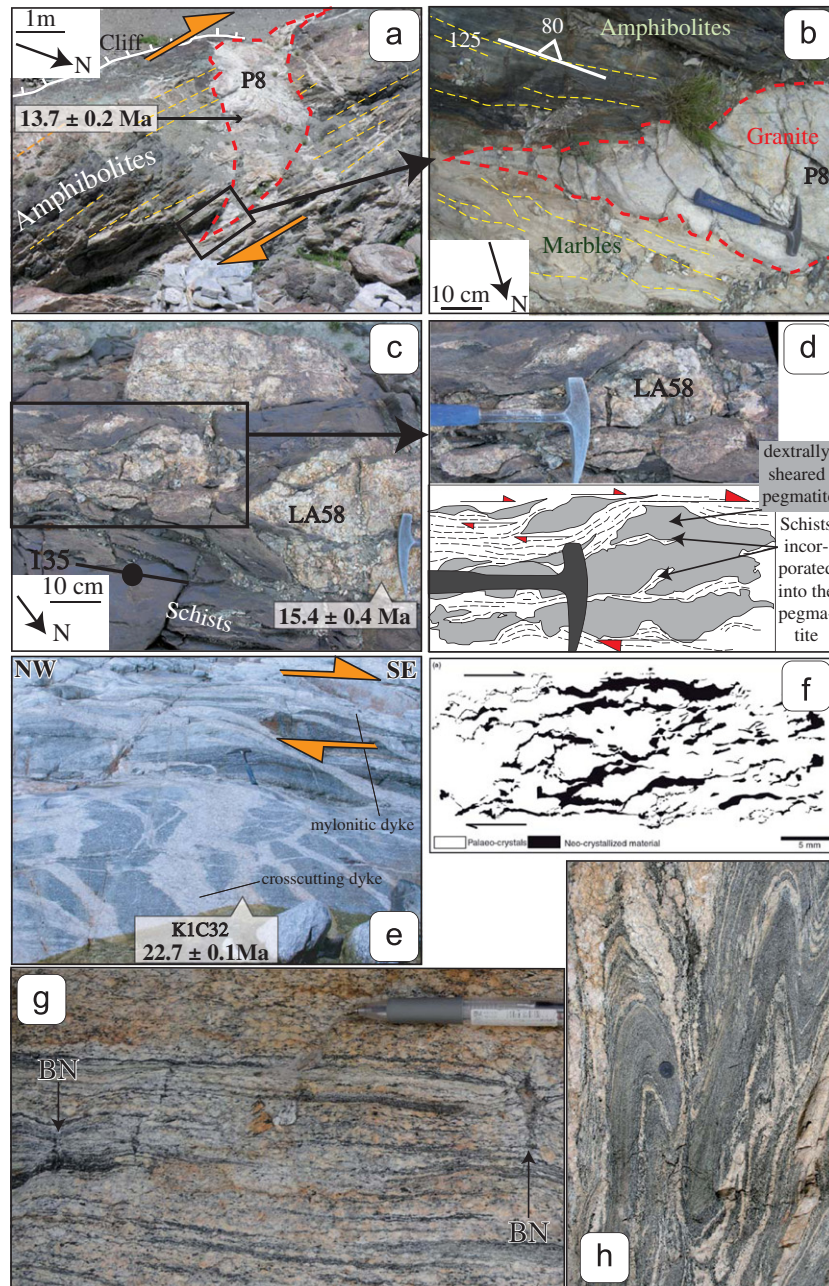 1m
N
Cliff
a
P8
13.7 ± 0.2 Ma
Amphibolites
b
125
80
Amphibolites
Granite
P8
Marbles
10 cm
N
c
LA58
135
10 cm
N
Schists
15.4 ± 0.4 Ma
d
LA58
dextrally
sheared
pegmatite
Schists
incor-
porated
into the
pegma-
tite
NW
SE
mylonitic dyke
crosscutting dyke
K1C32
22.7 ± 0.1Ma
e
f
(a)
Palaeo-crystals
Neo-crystallized material
5 mm
g
BN
BN
h